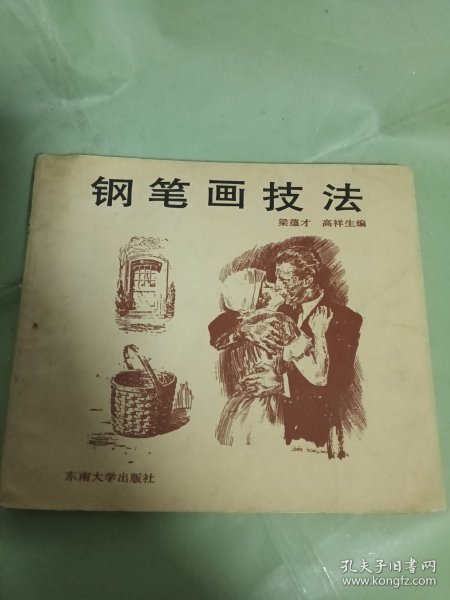 钢笔画技法
梁蕴才 高祥生编
东南大学出版社
孔夫子旧书网
www.kongfz.com